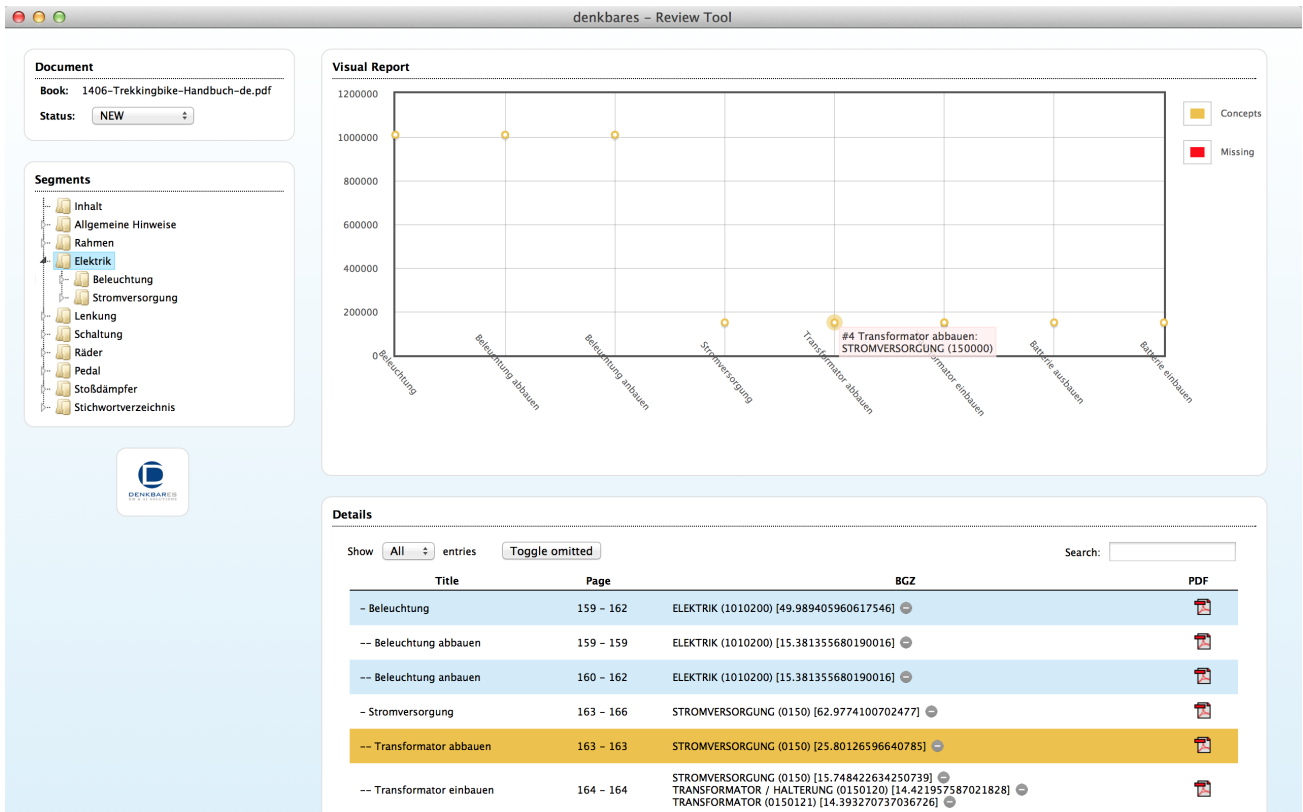 denkbares – Review Tool
Document
Book: 1406-Trekkingbike-Handbuch-de.pdf
Status: NEW
Segments
Inhalt
Allgemeine Hinweise
Rahmen
Elektrik
Beleuchtung
Stromversorgung
Lenkung
Schaltung
Räder
Pedal
Stoßdämpfer
Stichwortverzeichnis
DENKBARES
Visual Report
1200000
1000000
800000
600000
400000
200000
0
Beleuchtung
Beleuchtung abbauen
Beleuchtung anbauen
Stromversorgung
Transformator abbauen
formator einbauen
Batterie ausbauen
Batterie einbauen
#4 Transformator abbauen:
STROMVERSORGUNG (150000)
Concepts
Missing
Details
Show All entries Toggle omitted Search:
Title Page BGZ PDF
– Beleuchtung 159 – 162 ELEKTRIK (1010200) [49.989405960617546]
–– Beleuchtung abbauen 159 – 159 ELEKTRIK (1010200) [15.381355680190016]
–– Beleuchtung anbauen 160 – 162 ELEKTRIK (1010200) [15.381355680190016]
– Stromversorgung 163 – 166 STROMVERSORGUNG (0150) [62.9774100702477]
–– Transformator abbauen 163 – 163 STROMVERSORGUNG (0150) [25.80126596640785]
–– Transformator einbauen 164 – 164 STROMVERSORGUNG (0150) [15.748422634250739]
TRANSFORMATOR / HALTERUNG (0150120) [14.421957587021828]
TRANSFORMATOR (0150121) [14.393270737036726]